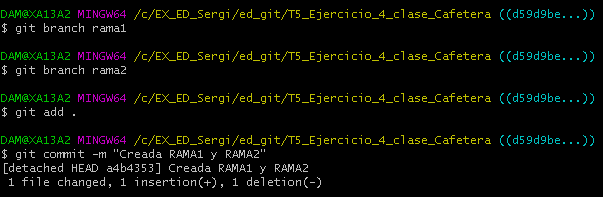 DAM@XA13A2 MINGW64 /c/EX_ED_Sergi/ed_git/T5_Ejercicio_4_clase_Cafetera ((d59d9be...))
$ git branch rama1
DAM@XA13A2 MINGW64 /c/EX_ED_Sergi/ed_git/T5_Ejercicio_4_clase_Cafetera ((d59d9be...))
$ git branch rama2
DAM@XA13A2 MINGW64 /c/EX_ED_Sergi/ed_git/T5_Ejercicio_4_clase_Cafetera ((d59d9be...))
$ git add .
DAM@XA13A2 MINGW64 /c/EX_ED_Sergi/ed_git/T5_Ejercicio_4_clase_Cafetera ((d59d9be...))
$ git commit -m "Creada RAMA1 y RAMA2"
[detached HEAD a4b4353] Creada RAMA1 y RAMA2
1 file changed, 1 insertion(+), 1 deletion(-)